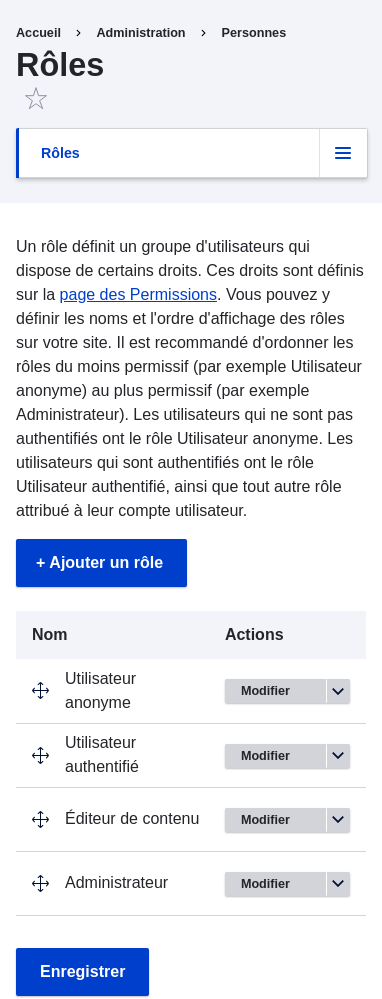 Accueil > Administration > Personnes
Rôles
Rôles
Un rôle définit un groupe d'utilisateurs qui
dispose de certains droits. Ces droits sont définis
sur la page des Permissions. Vous pouvez y
définir les noms et l'ordre d'affichage des rôles
sur votre site. Il est recommandé d'ordonner les
rôles du moins permissif (par exemple Utilisateur
anonyme) au plus permissif (par exemple
Administrateur). Les utilisateurs qui ne sont pas
authentifiés ont le rôle Utilisateur anonyme. Les
utilisateurs qui sont authentifiés ont le rôle
Utilisateur authentifié, ainsi que tout autre rôle
attribué à leur compte utilisateur.
+ Ajouter un rôle
Nom Actions
Utilisateur
anonyme
Modifier
Utilisateur
authentifié
Modifier
Éditeur de contenu Modifier
Administrateur Modifier
Enregistrer